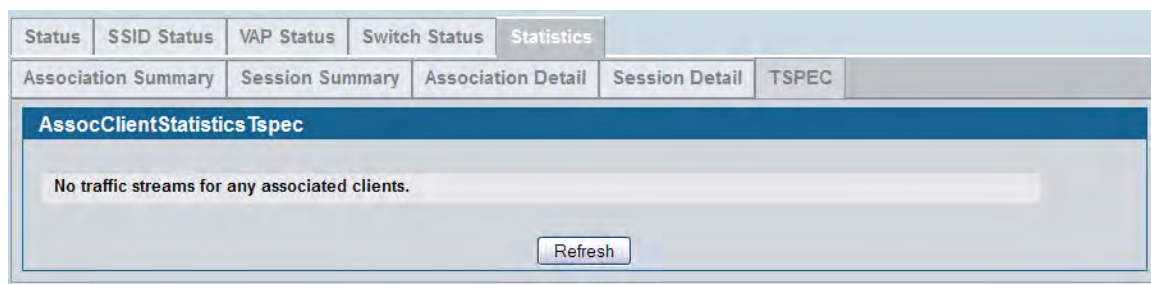 Status SSID Status VAP Status Switch Status Statistics
Association Summary Session Summary Association Detail Session Detail TSPEC
AssocClientStatisticsTspec
No traffic streams for any associated clients.
Refresh